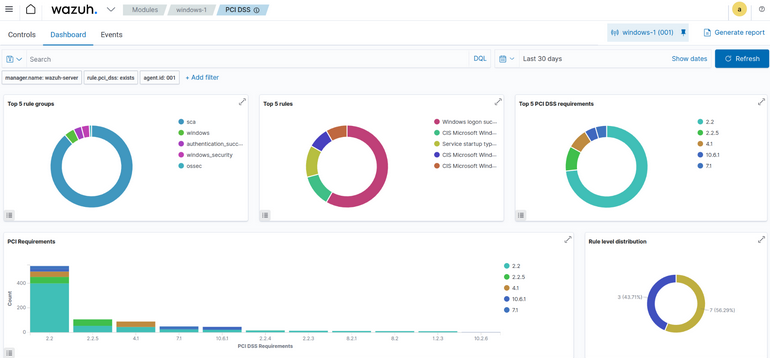 wazuh. Modules windows-1 PCI DSS a
Controls Dashboard Events windows-1 (001) Generate report
Search DQL Last 30 days Show dates Refresh
manager.name: wazuh-server rule.pci_dss: exists agent.id: 001 + Add filter
Top 5 rule groups
sca
windows
authentication_succ...
windows_security
ossec
Top 5 rules
Windows logon suc...
CIS Microsoft Wind...
Service startup typ...
CIS Microsoft Wind...
CIS Microsoft Wind...
Top 5 PCI DSS requirements
2.2
2.2.5
4.1
10.6.1
7.1
PCI Requirements
Count
400
200
0
2.2 2.2.5 4.1 7.1 10.6.1 2.2.4 2.2.3 8.2.1 8.2 1.2.3 10.2.6
PCI DSS Requirements
2.2
2.2.5
4.1
10.6.1
7.1
Rule level distribution
3 (43.71%)
7 (56.29%)